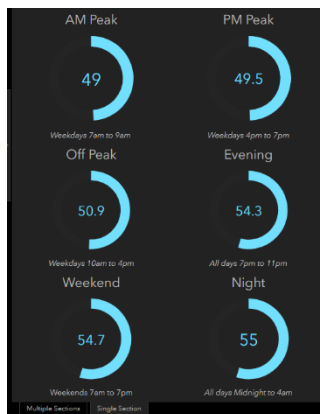 AM Peak
PM Peak
49
49.5
Weekdays 7am to 9am
Weekdays 4pm to 7pm
Off Peak
Evening
50.9
54.3
Weekdays 10am to 4pm
All days 7pm to 11pm
Weekend
Night
54.7
55
Weekends 7am to 7pm
All days Midnight to 4am
Multiple Sections
Single Section